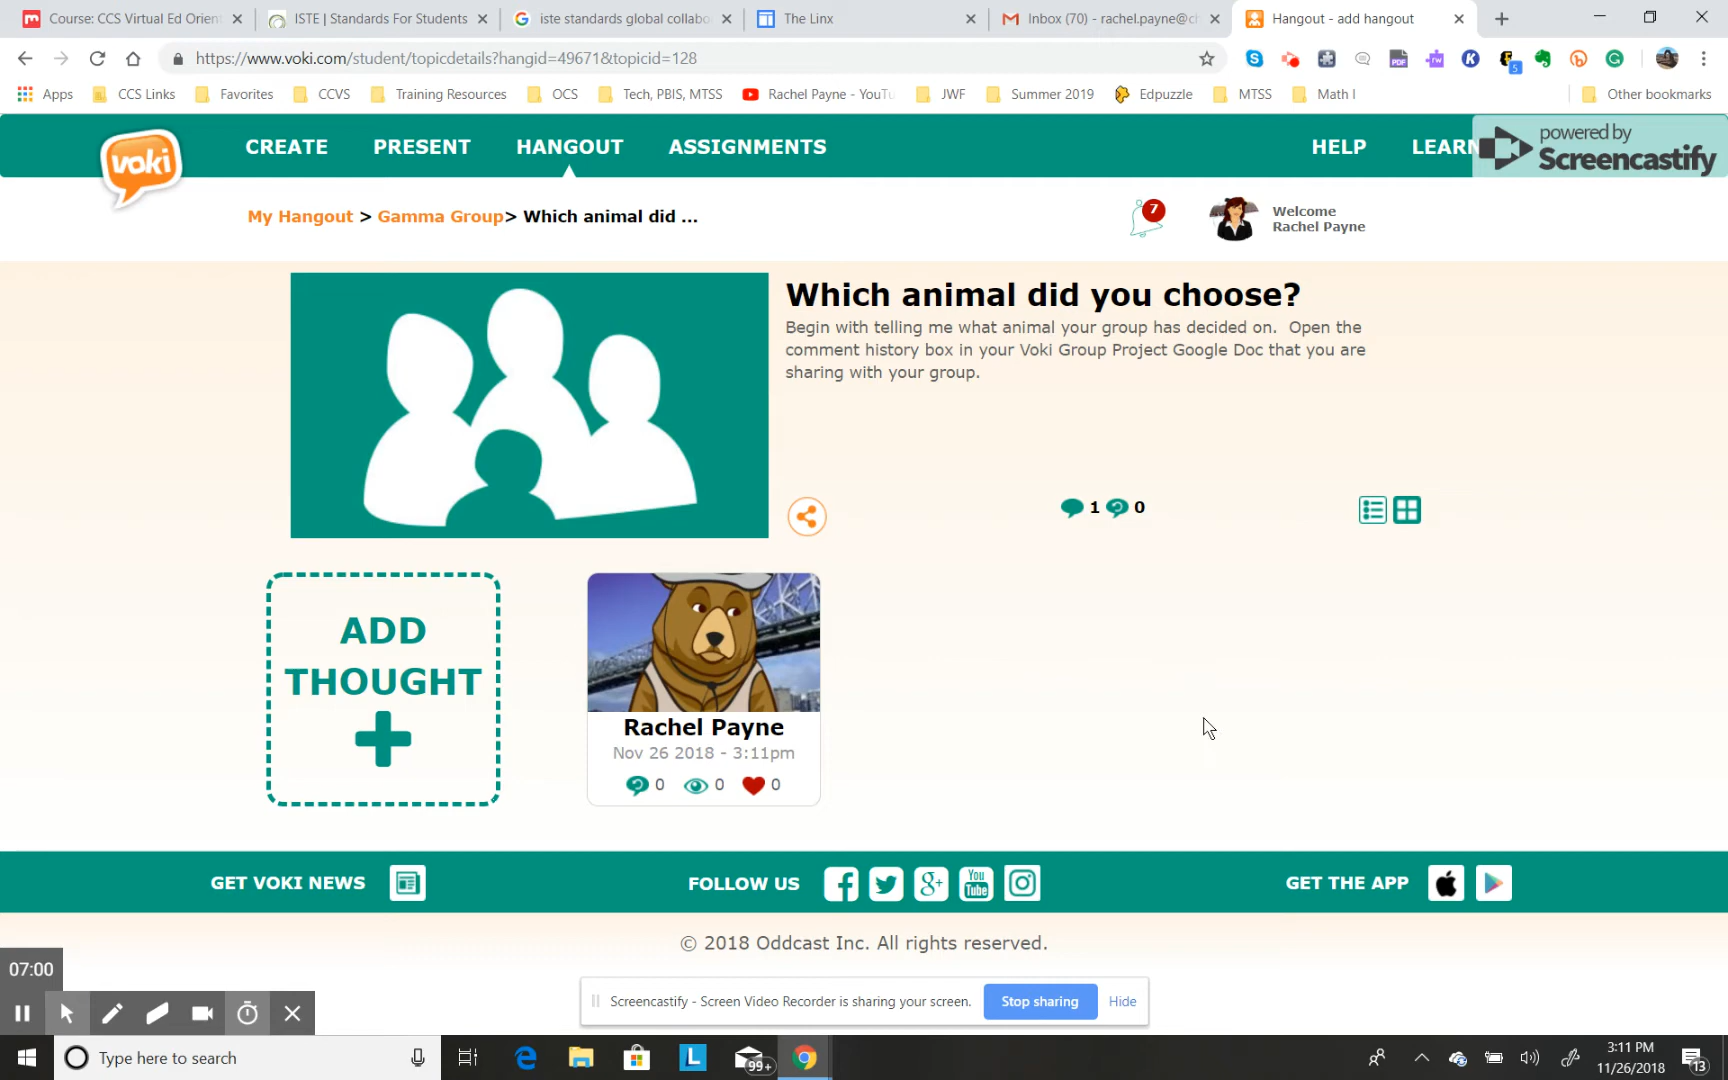 Course: CCS Virtual Ed Orien
ISTE | Standards For Students
iste standards global collabo
The Linx
Inbox (70) - rachel.payne@c
Hangout - add hangout
https://www.voki.com/student/topicdetails?hangid=49671&topicid=128
PDF
rw
K
5
Apps
CCS Links
Favorites
CCVS
Training Resources
OCS
Tech, PBIS, MTSS
Rachel Payne - YouTu
JWF
Summer 2019
Edpuzzle
MTSS
Math I
Other bookmarks
voki
CREATE
PRESENT
HANGOUT
ASSIGNMENTS
HELP
LEARN
powered by
Screencastify
My Hangout > Gamma Group> Which animal did ...
7
Welcome
Rachel Payne
Which animal did you choose?
Begin with telling me what animal your group has decided on. Open the
comment history box in your Voki Group Project Google Doc that you are
sharing with your group.
1 0
ADD
THOUGHT
Rachel Payne
Nov 26 2018 - 3:11pm
0 0 0
GET VOKI NEWS
FOLLOW US
You
Tube
GET THE APP
© 2018 Oddcast Inc. All rights reserved.
07:00
Screencastify - Screen Video Recorder is sharing your screen.
Stop sharing
Hide
Type here to search
L
99+
3:11 PM
11/26/2018
13